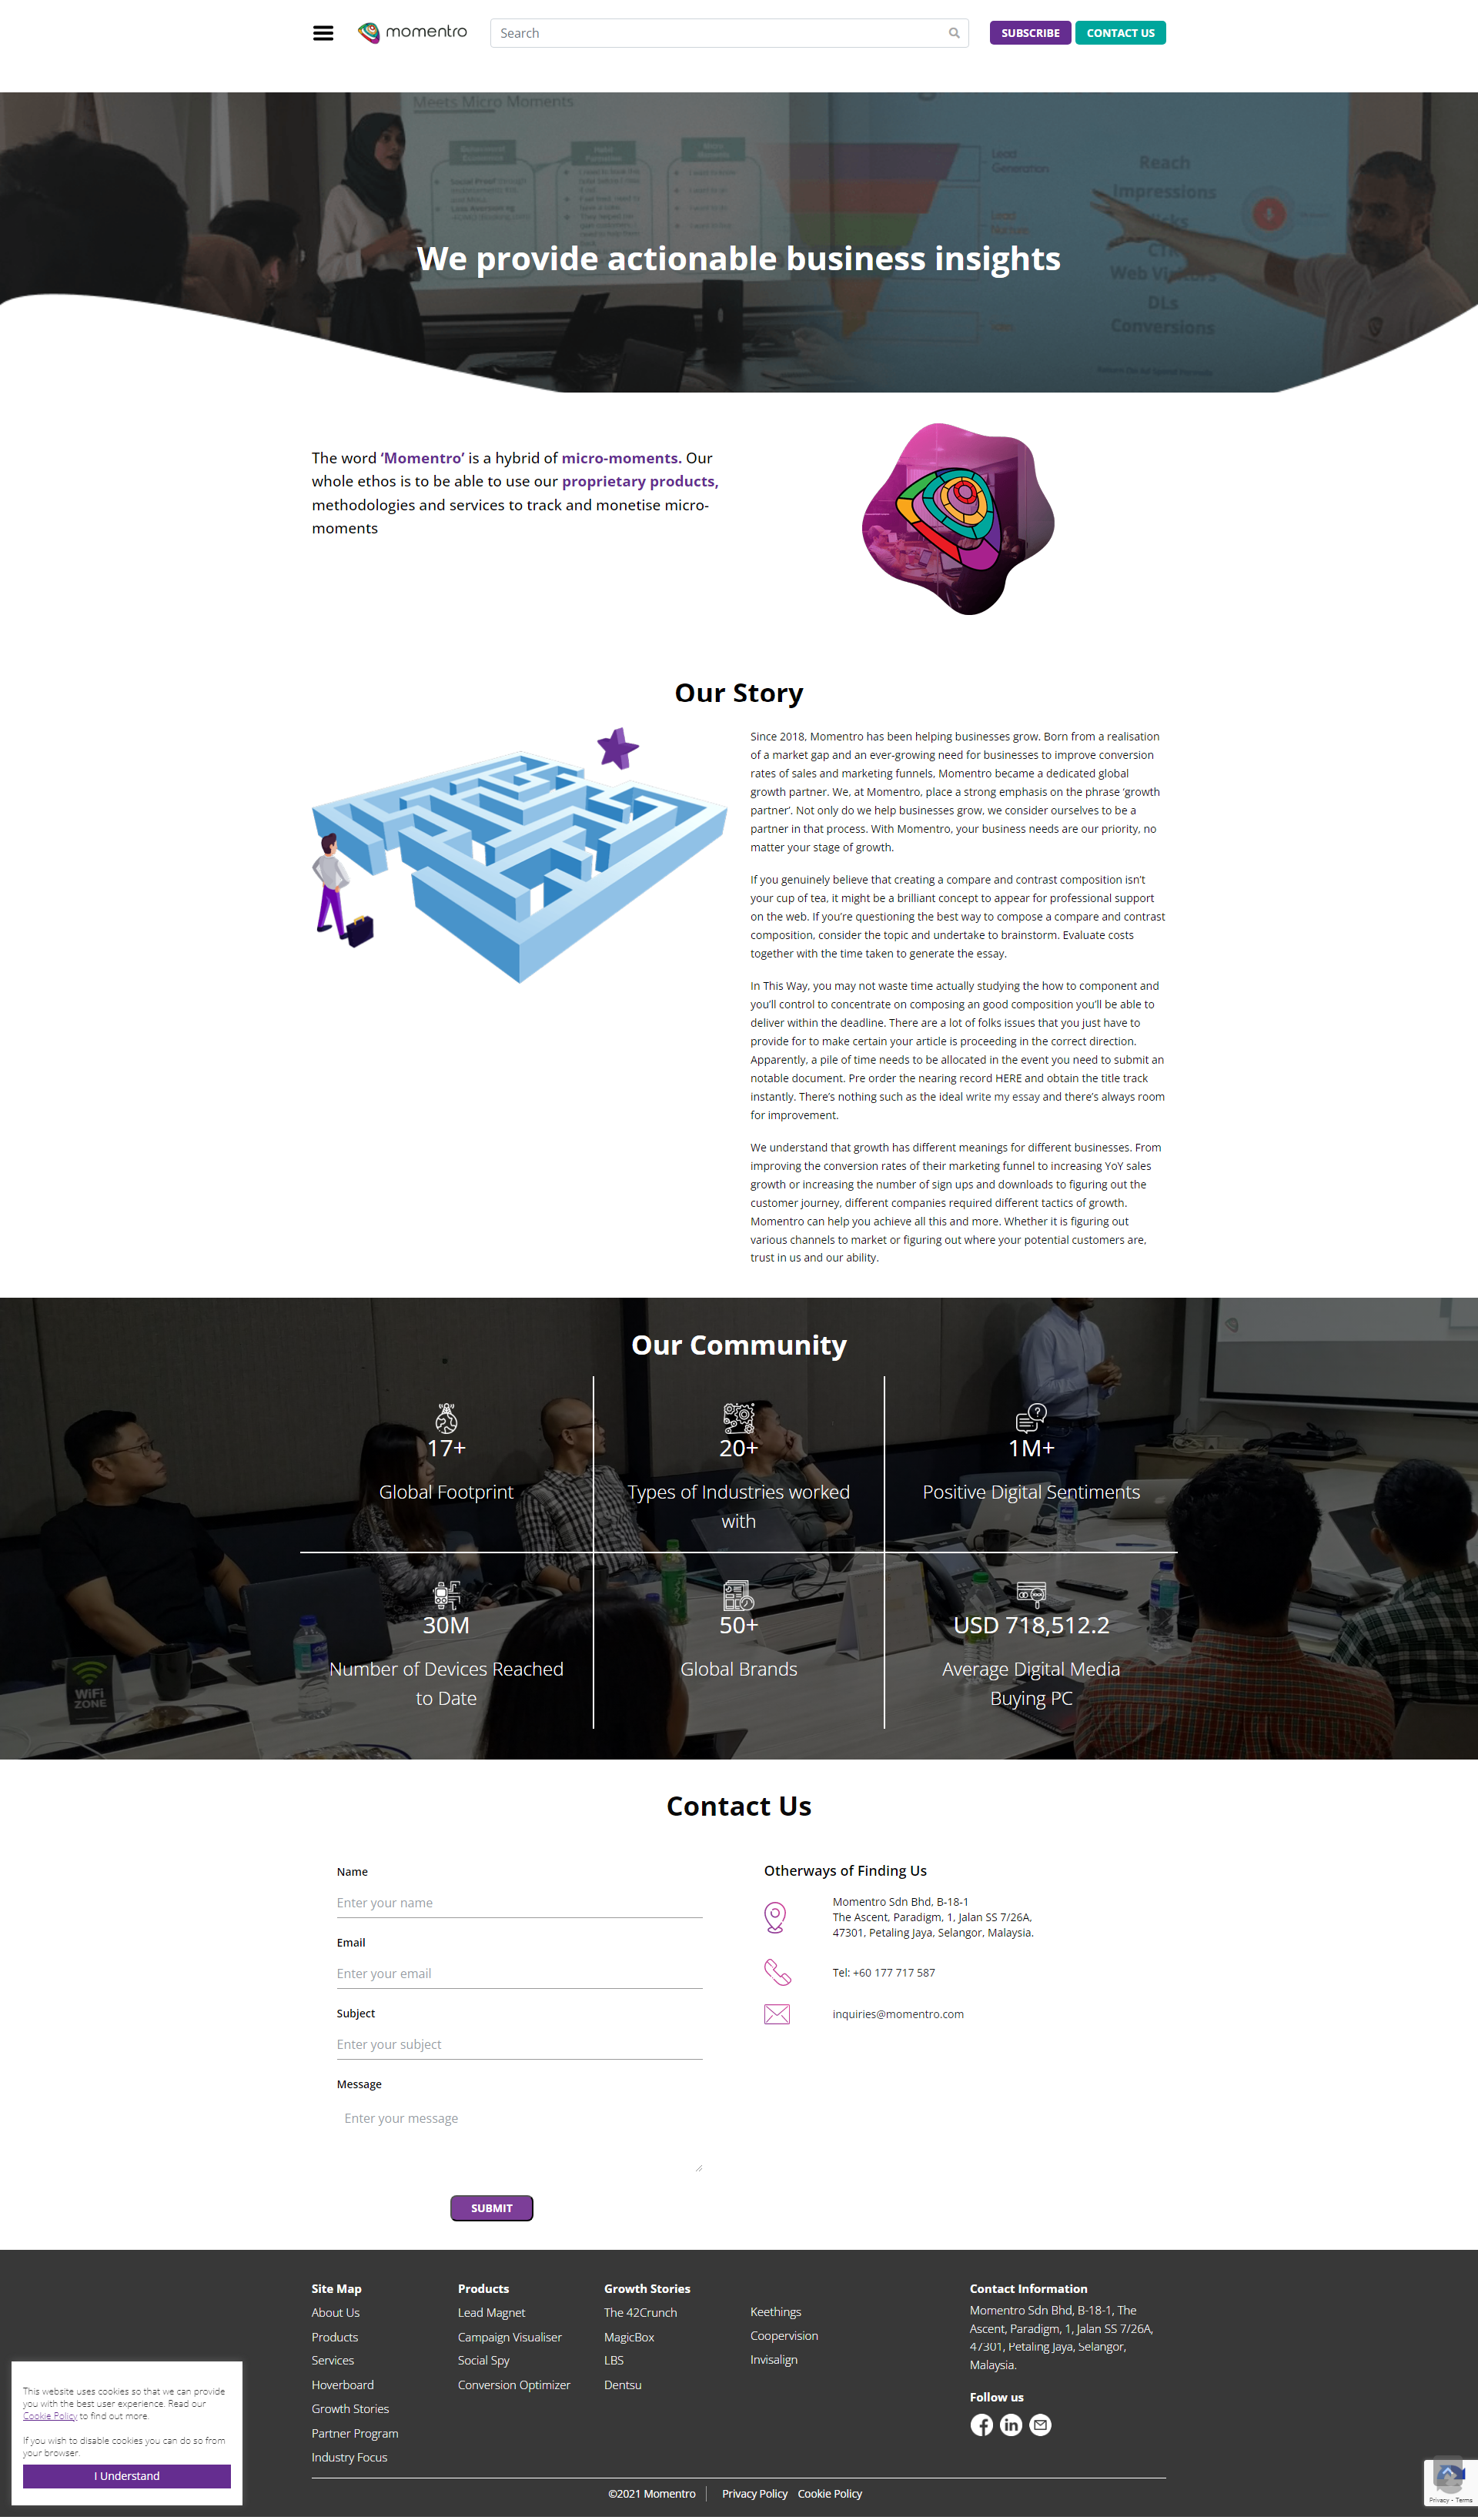 momentro
Search
SUBSCRIBE
CONTACT US
Meets Micro Moments
Lead
Generation
Lead
Nurture
Reach
Impressions
Web Visitors
DLs
Conversions
We provide actionable business insights
The word ‘Momentro’ is a hybrid of micro-moments. Our
whole ethos is to be able to use our proprietary products,
methodologies and services to track and monetise micro-
moments
Our Story
Since 2018, Momentro has been helping businesses grow. Born from a realisation
of a market gap and an ever-growing need for businesses to improve conversion
rates of sales and marketing funnels, Momentro became a dedicated global
growth partner. We, at Momentro, place a strong emphasis on the phrase ‘growth
partner’. Not only do we help businesses grow, we consider ourselves to be a
partner in that process. With Momentro, your business needs are our priority, no
matter your stage of growth.
If you genuinely believe that creating a compare and contrast composition isn’t
your cup of tea, it might be a brilliant concept to appear for professional support
on the web. If you’re questioning the best way to compose a compare and contrast
composition, consider the topic and undertake to brainstorm. Evaluate costs
together with the time taken to generate the essay.
In This Way, you may not waste time actually studying the how to component and
you’ll control to concentrate on composing an good composition you’ll be able to
deliver within the deadline. There are a lot of folks issues that you just have to
provide for to make certain your article is proceeding in the correct direction.
Apparently, a pile of time needs to be allocated in the event you need to submit an
notable document. Pre order the nearing record HERE and obtain the title track
instantly. There’s nothing such as the ideal write my essay and there’s always room
for improvement.
We understand that growth has different meanings for different businesses. From
improving the conversion rates of their marketing funnel to increasing YoY sales
growth or increasing the number of sign ups and downloads to figuring out the
customer journey, different companies required different tactics of growth.
Momentro can help you achieve all this and more. Whether it is figuring out
various channels to market or figuring out where your potential customers are,
trust in us and our ability.
Our Community
17+
Global Footprint
20+
Types of Industries worked
with
1M+
Positive Digital Sentiments
30M
Number of Devices Reached
to Date
50+
Global Brands
USD 718,512.2
Average Digital Media
Buying PC
WiFi
ZONE
Contact Us
Name
Enter your name
Email
Enter your email
Subject
Enter your subject
Message
Enter your message
SUBMIT
Otherways of Finding Us
Momentro Sdn Bhd, B-18-1
The Ascent, Paradigm, 1, Jalan SS 7/26A,
47301, Petaling Jaya, Selangor, Malaysia.
Tel: +60 177 717 587
inquiries@momentro.com
Site Map
About Us
Products
Services
Hoverboard
Growth Stories
Partner Program
Industry Focus
Products
Lead Magnet
Campaign Visualiser
Social Spy
Conversion Optimizer
Growth Stories
The 42Crunch
MagicBox
LBS
Dentsu
Keethings
Coopervision
Invisalign
Contact Information
Momentro Sdn Bhd, B-18-1, The
Ascent, Paradigm, 1, Jalan SS 7/26A,
47301, Petaling Jaya, Selangor,
Malaysia.
Follow us
This website uses cookies so that we can provide
you with the best user experience. Read our
Cookie Policy to find out more.
If you wish to disable cookies you can do so from
your browser.
I Understand
©2021 Momentro
Privacy Policy
Cookie Policy
Privacy - Terms